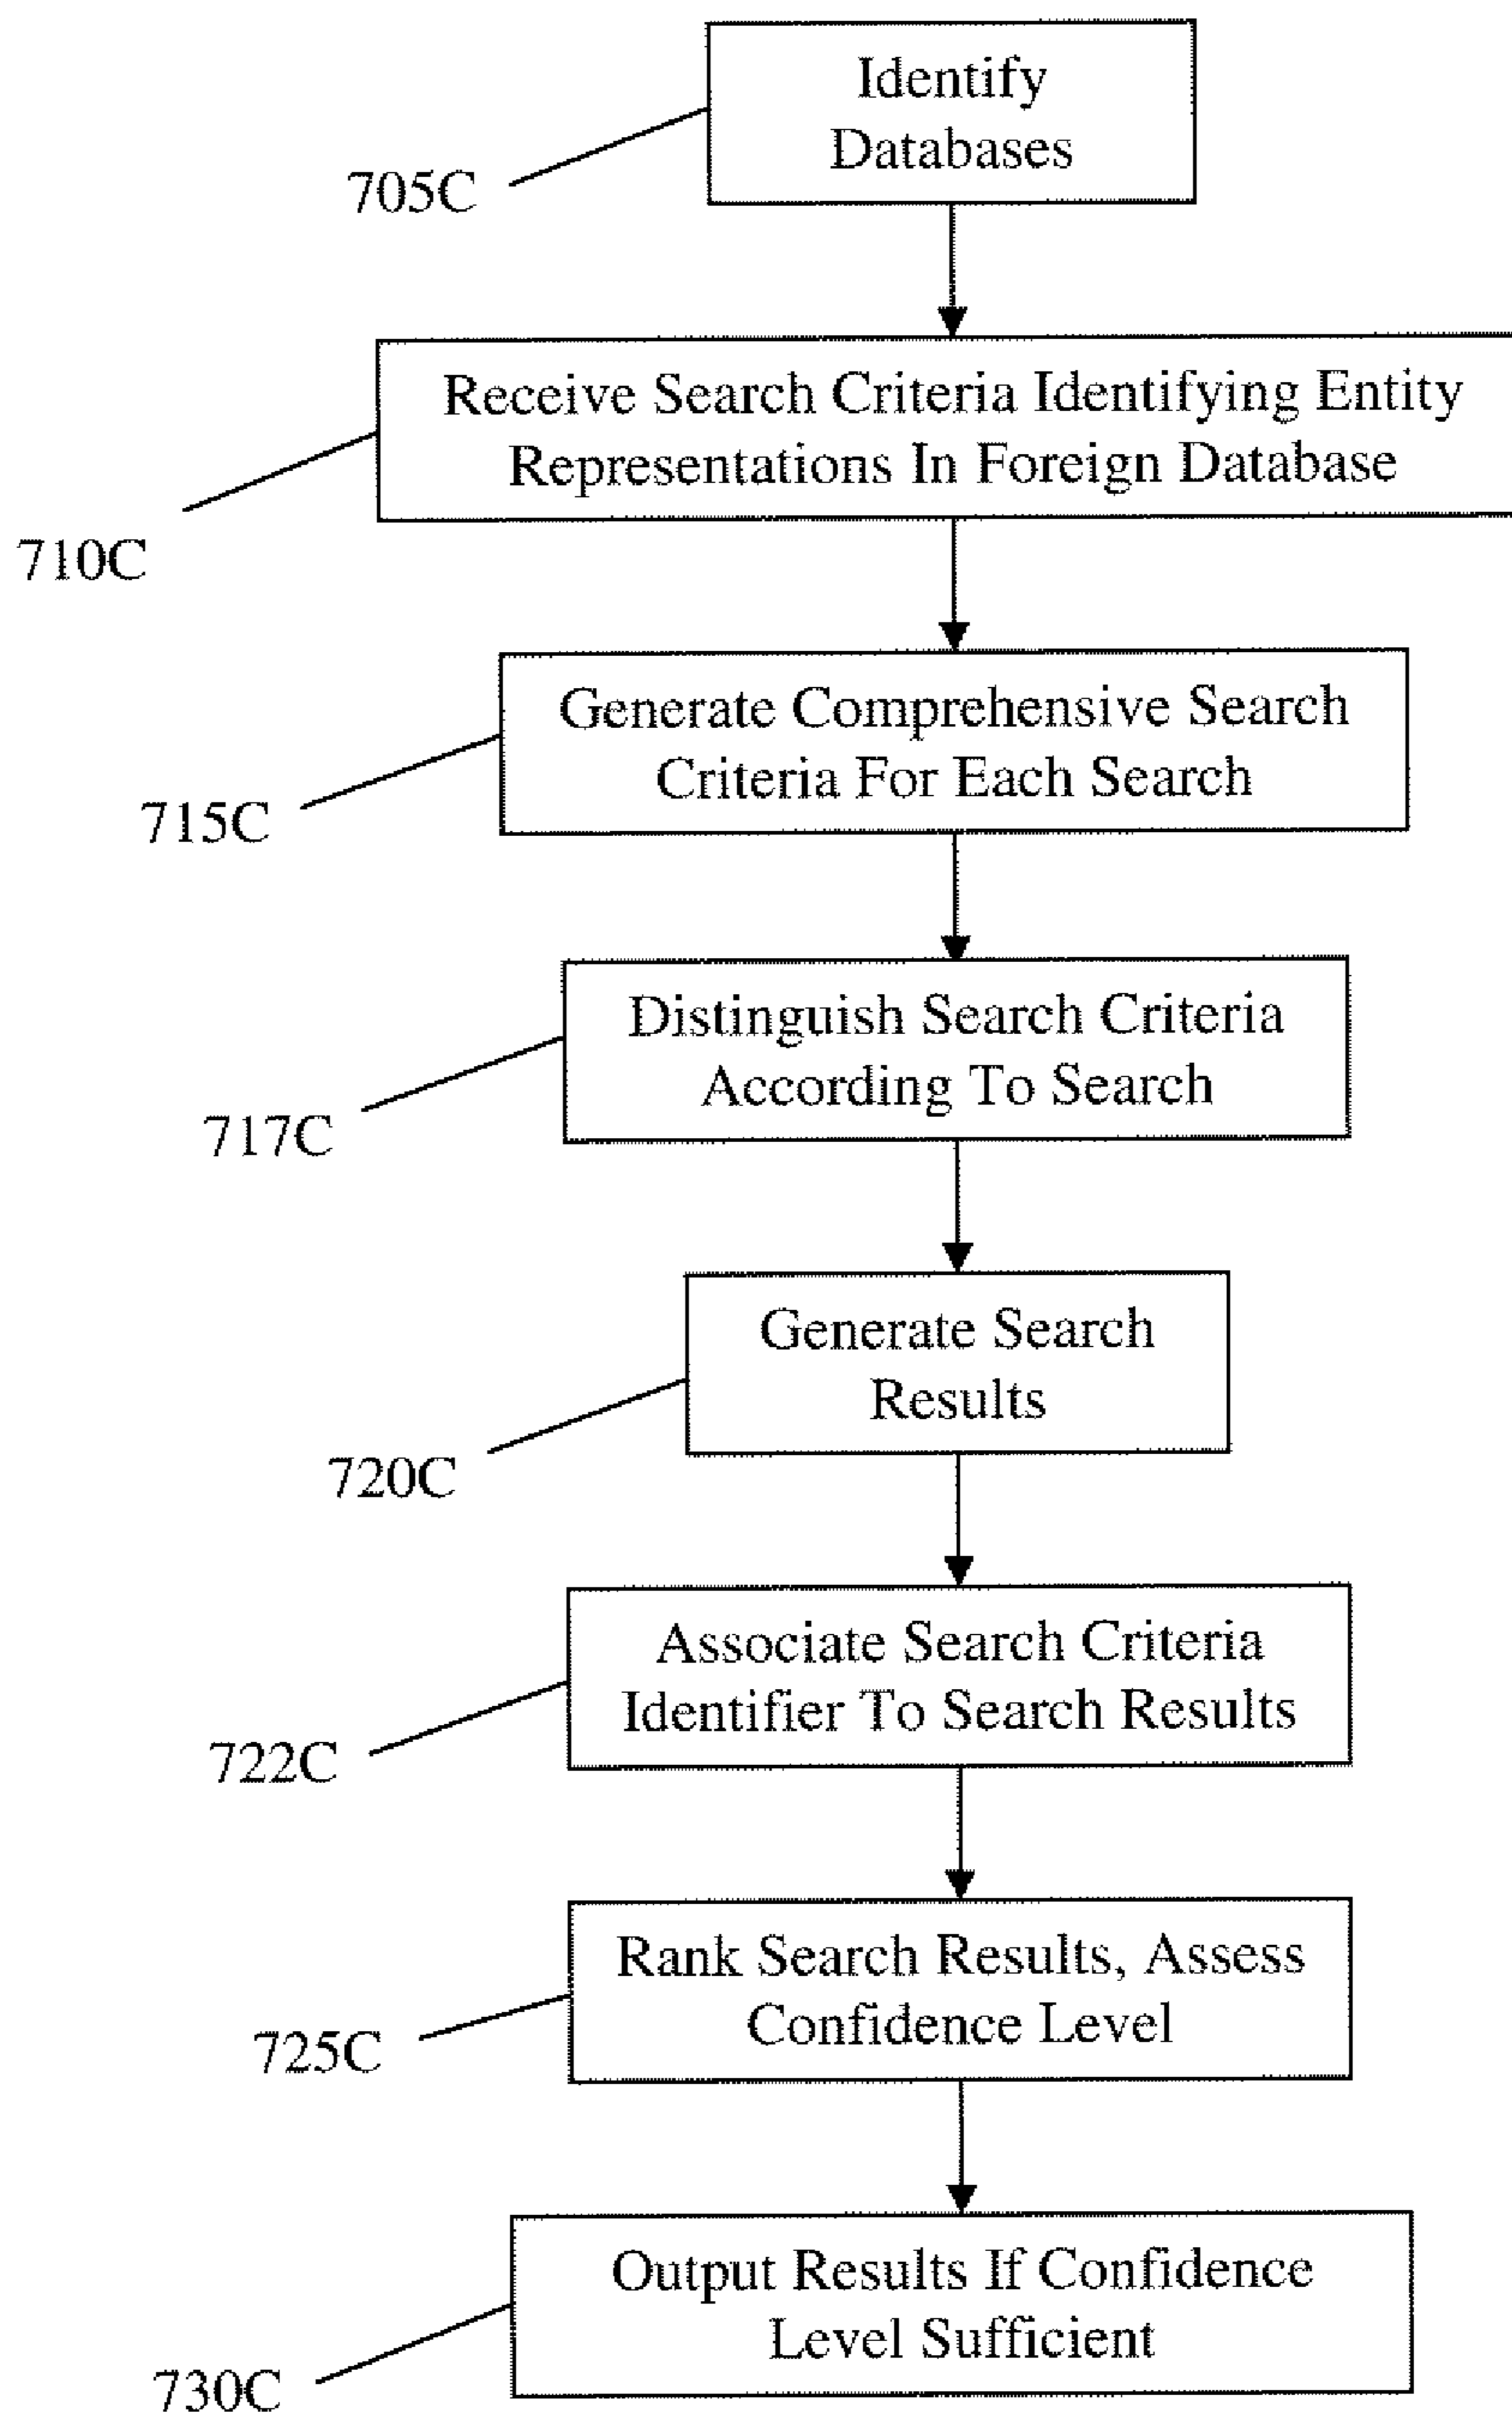 Identify
Databases
705C
Receive Search Criteria Identifying Entity
Representations In Foreign Database
710C
Generate Comprehensive Search
Criteria For Each Search
715C
Distinguish Search Criteria
According To Search
717C
Generate Search
Results
720C
Associate Search Criteria
Identifier To Search Results
722C
Rank Search Results, Assess
Confidence Level
725C
Output Results If Confidence
Level Sufficient
730C